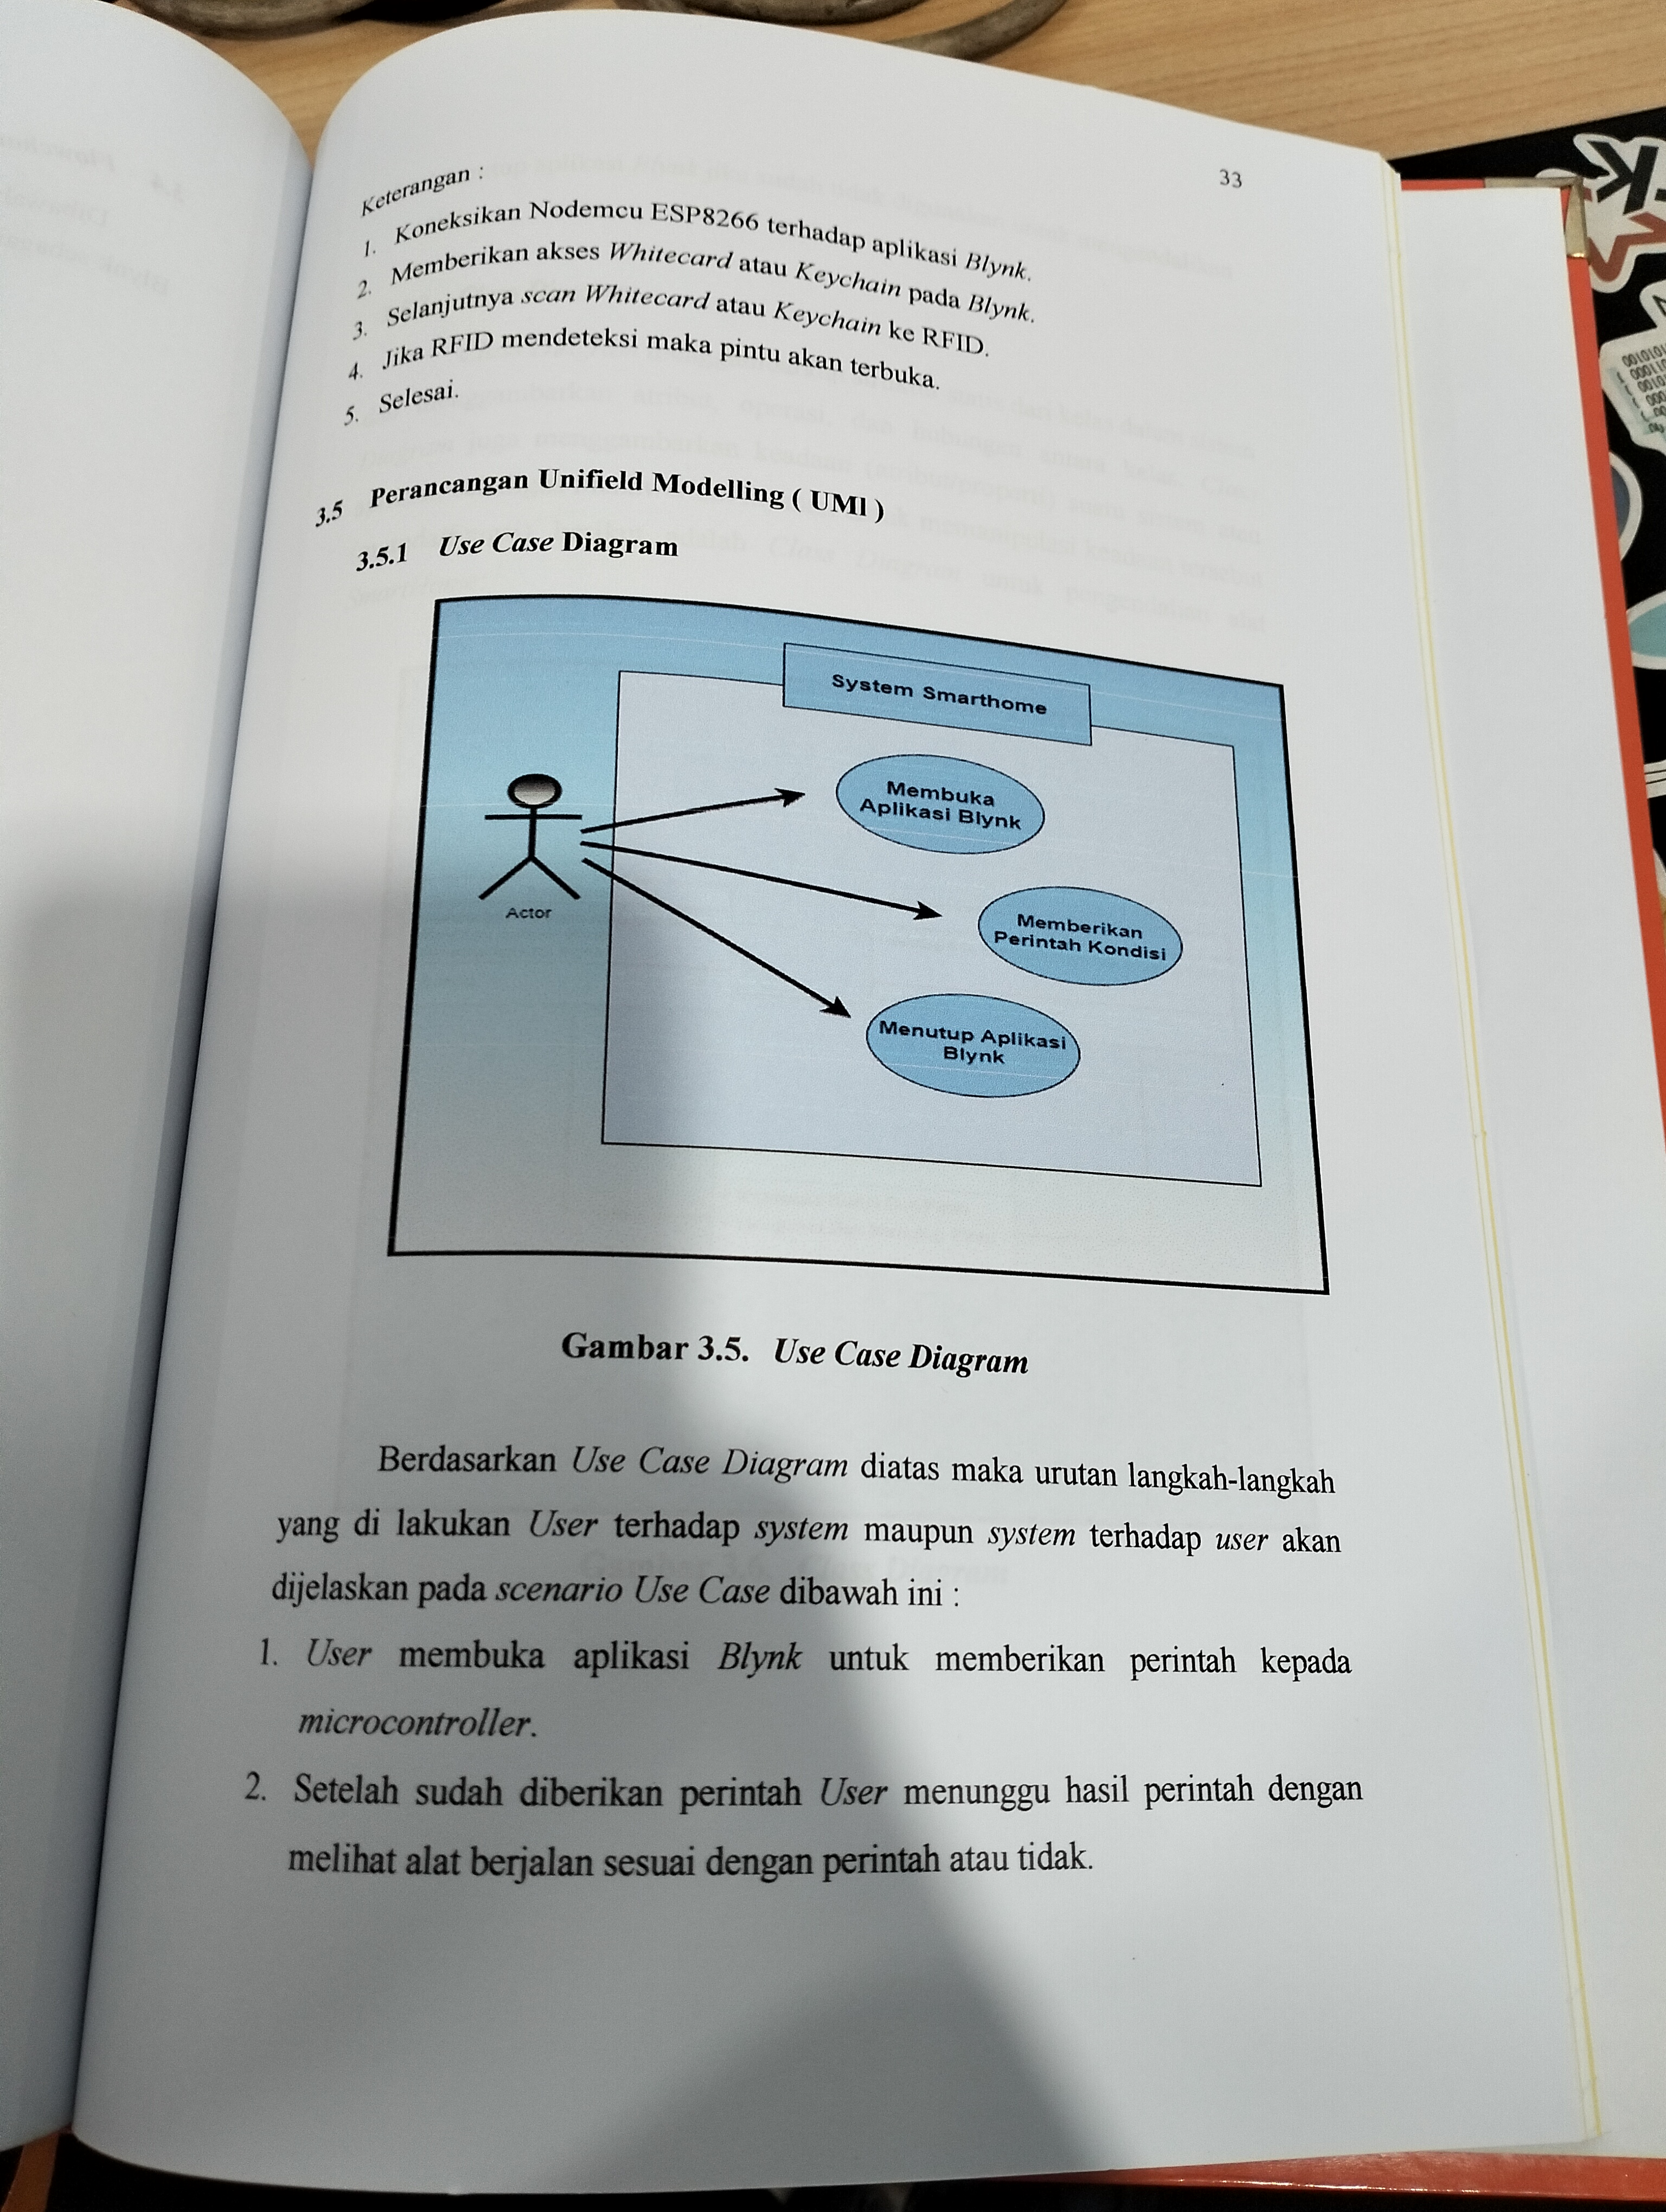 33
Keterangan :
1. Koneksikan Nodemcu ESP8266 terhadap aplikasi Blynk.
2. Memberikan akses Whitecard atau Keychain pada Blynk.
3. Selanjutnya scan Whitecard atau Keychain ke RFID.
4. Jika RFID mendeteksi maka pintu akan terbuka.
5. Selesai.
3.5 Perancangan Unifield Modelling ( UMl )
3.5.1 Use Case Diagram
System Smarthome
Membuka
Aplikasi Blynk
Actor
Memberikan
Perintah Kondisi
Menutup Aplikasi
Blynk
Gambar 3.5. Use Case Diagram
Berdasarkan Use Case Diagram diatas maka urutan langkah-langkah
yang di lakukan User terhadap system maupun system terhadap user akan
dijelaskan pada scenario Use Case dibawah ini :
1. User membuka aplikasi Blynk untuk memberikan perintah kepada
microcontroller.
2. Setelah sudah diberikan perintah User menunggu hasil perintah dengan
melihat alat berjalan sesuai dengan perintah atau tidak.